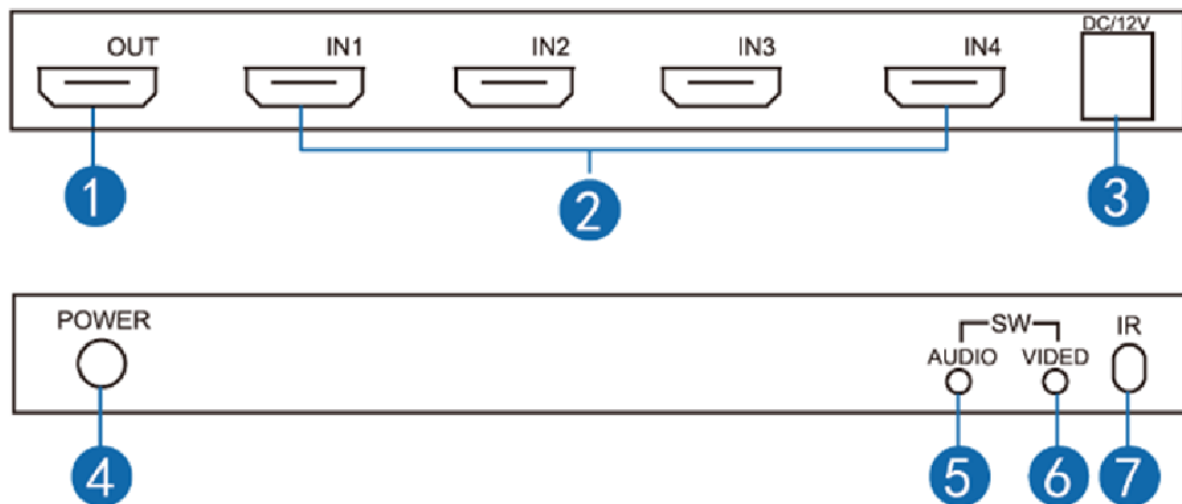 OUT IN1 IN2 IN3 IN4 DC/12V
1 2 3
POWER SW IR
AUDIO VIDED
4 5 6 7